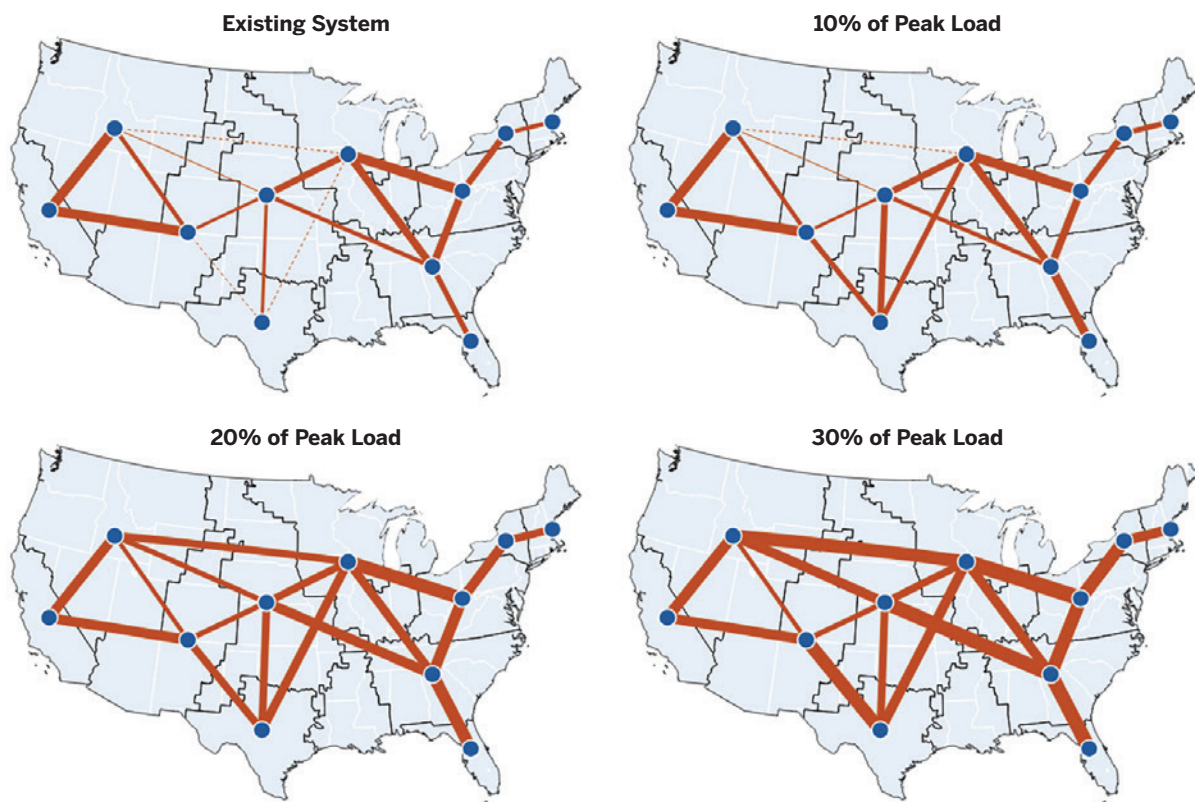 Existing System
10% of Peak Load
20% of Peak Load
30% of Peak Load